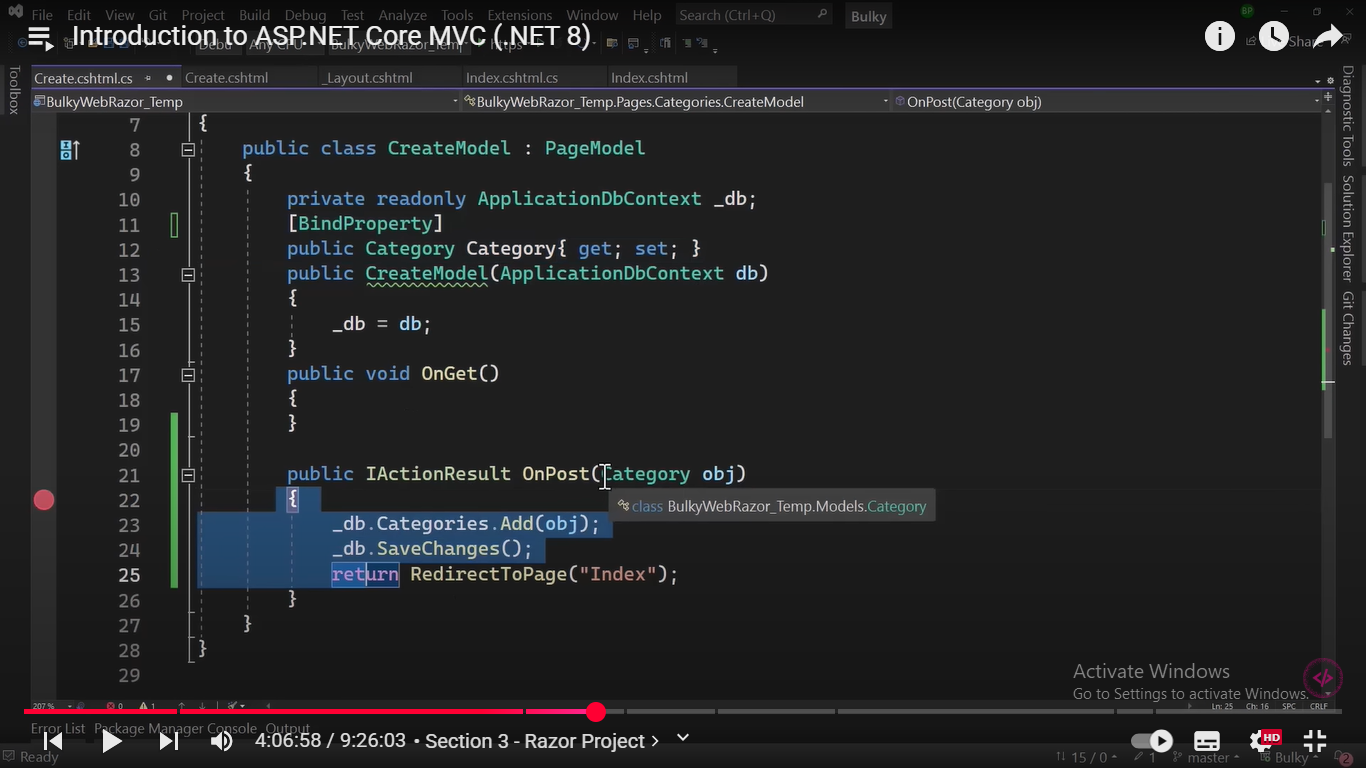 File Edit View Git Project Build Debug Test Analyze Tools Extensions Window Help Search (Ctrl+Q) Bulky
Introduction to ASP.NET Core MVC (.NET 8)
Share
Create.cshtml.cs Create.cshtml _Layout.cshtml Index.cshtml.cs Index.cshtml
BulkyWebRazor_Temp BulkyWebRazor_Temp.Pages.Categories.CreateModel OnPost(Category obj)
Toolbox
7 {
8 public class CreateModel : PageModel
9 {
10 private readonly ApplicationDbContext _db;
11 [BindProperty]
12 public Category Category{ get; set; }
13 public CreateModel(ApplicationDbContext db)
14 {
15 _db = db;
16 }
17 public void OnGet()
18 {
19 }
20
21 public IActionResult OnPost(Category obj)
22 {
class BulkyWebRazor_Temp.Models.Category
23 _db.Categories.Add(obj);
24 _db.SaveChanges();
25 return RedirectToPage("Index");
26 }
27 }
28 }
29
Diagnostic Tools Solution Explorer Git Changes
Activate Windows
Go to Settings to activate Windows.
207 % 0 1 Ln: 25 Ch: 16 SPC CRLF
Error List Package Manager Console Output
4:06:58 / 9:26:03 • Section 3 - Razor Project
HD
Ready 15 / 0 1 master Bulky 2